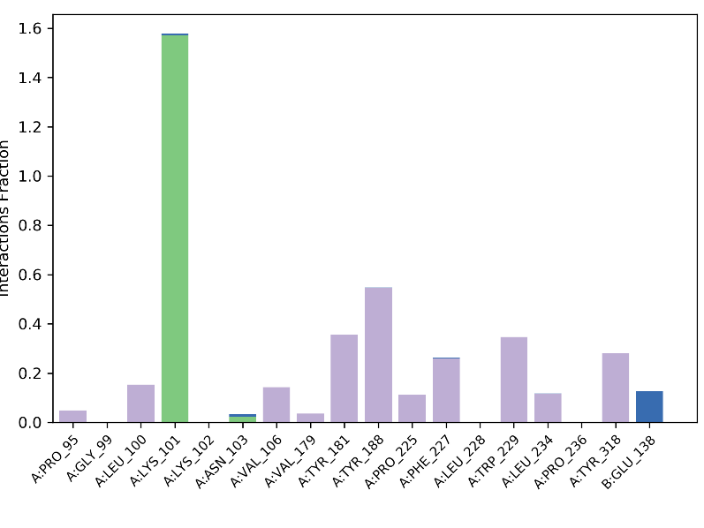 Interactions Fraction
1.6
1.4
1.2
1.0
0.8
0.6
0.4
0.2
0.0
A:PRO_95
A:GLY_99
A:LEU_100
A:LYS_101
A:LYS_102
A:ASN_103
A:VAL_106
A:VAL_179
A:TYR_181
A:TYR_188
A:PRO_225
A:PHE_227
A:LEU_228
A:TRP_229
A:LEU_234
A:PRO_236
A:TYR_318
B:GLU_138